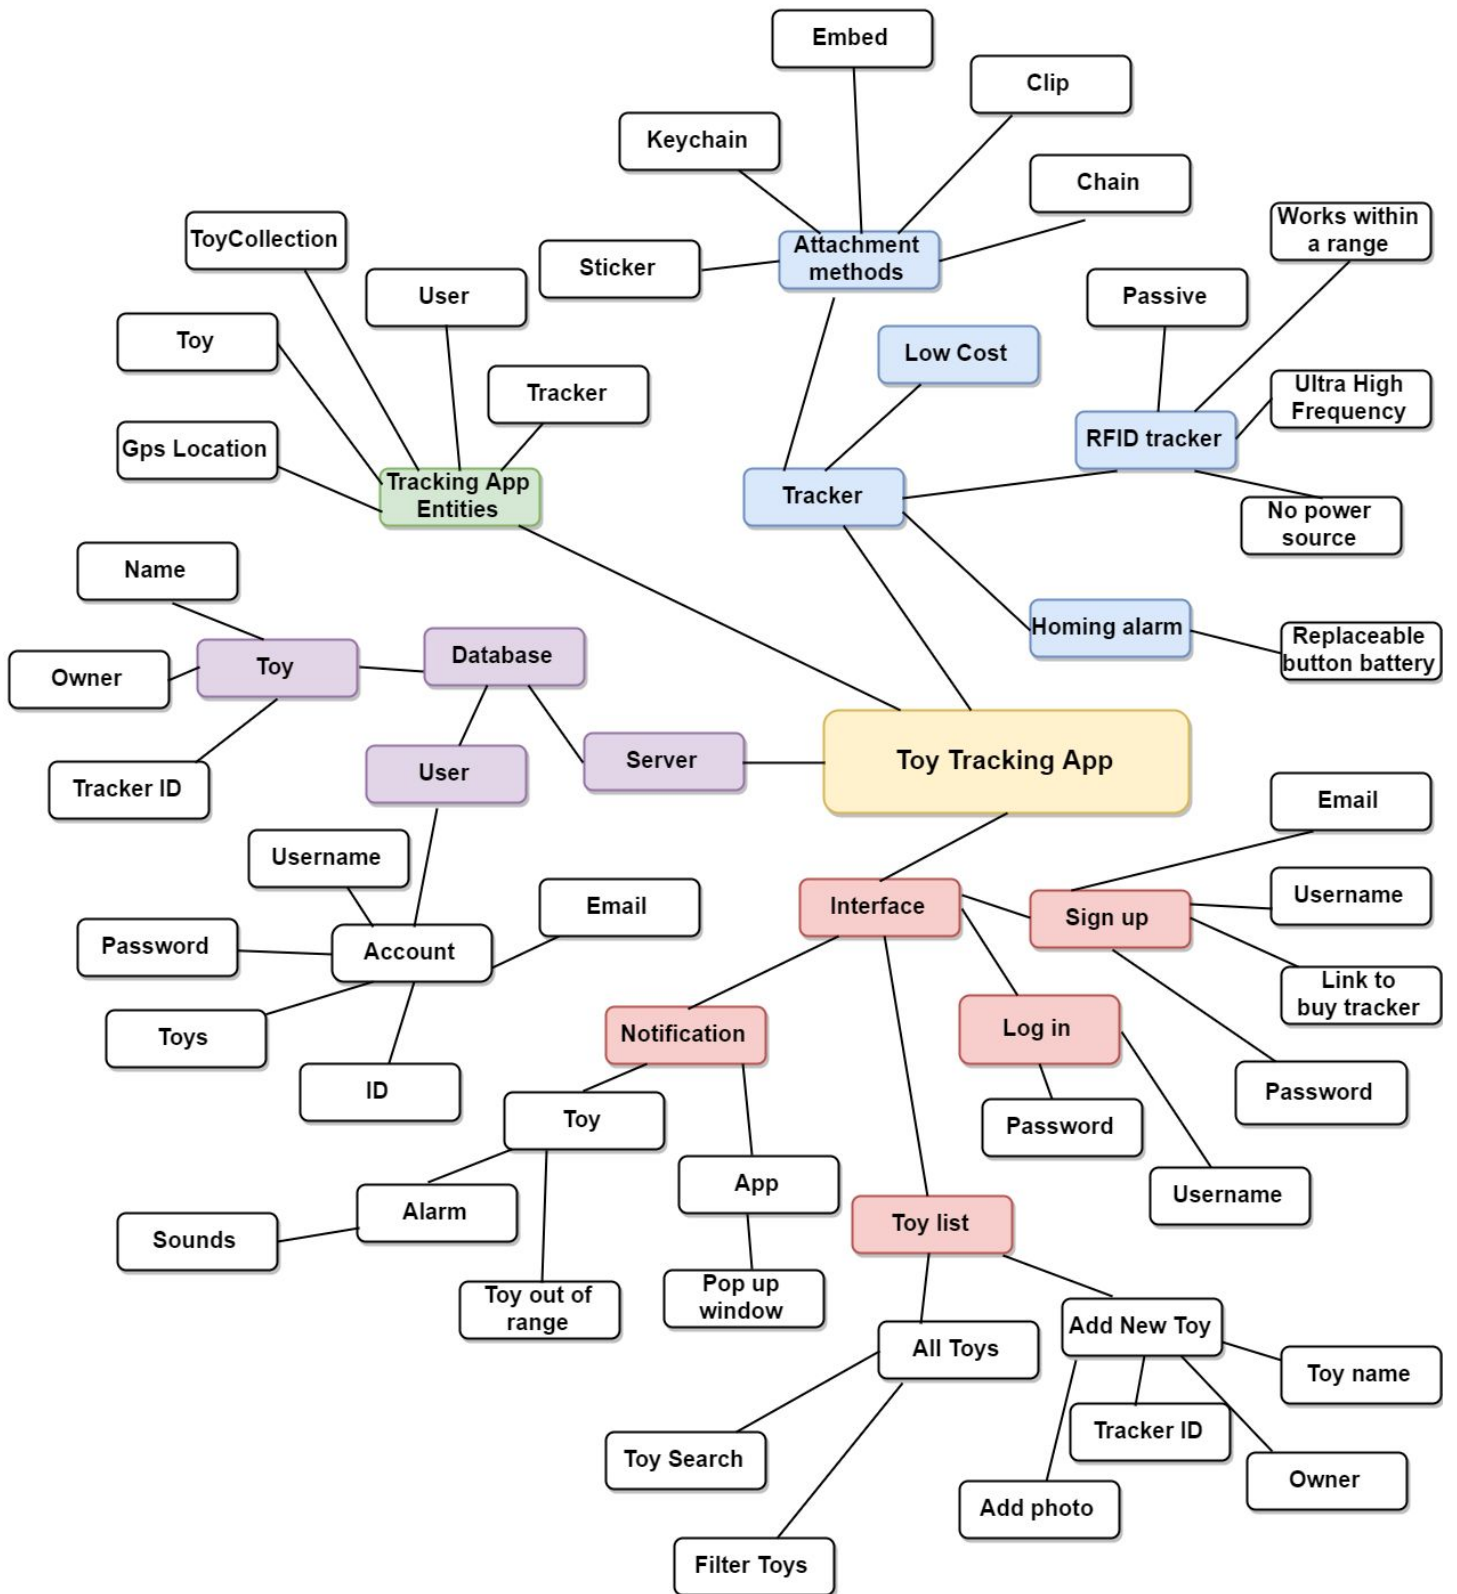 Embed
Clip
Keychain
Chain
Works within
a range
ToyCollection
Attachment
methods
Sticker
User
Passive
Toy
Low Cost
Tracker
Ultra High
Frequency
Gps Location
RFID tracker
Tracking App
Entities
Tracker
No power
source
Name
Homing alarm
Replaceable
button battery
Database
Toy
Owner
Toy Tracking App
Server
User
Tracker ID
Email
Username
Username
Email
Interface
Sign up
Password
Account
Link to
buy tracker
Toys
Notification
Log in
ID
Password
Toy
Password
App
Username
Alarm
Toy list
Sounds
Toy out of
range
Pop up
window
Add New Toy
All Toys
Toy name
Tracker ID
Toy Search
Owner
Add photo
Filter Toys